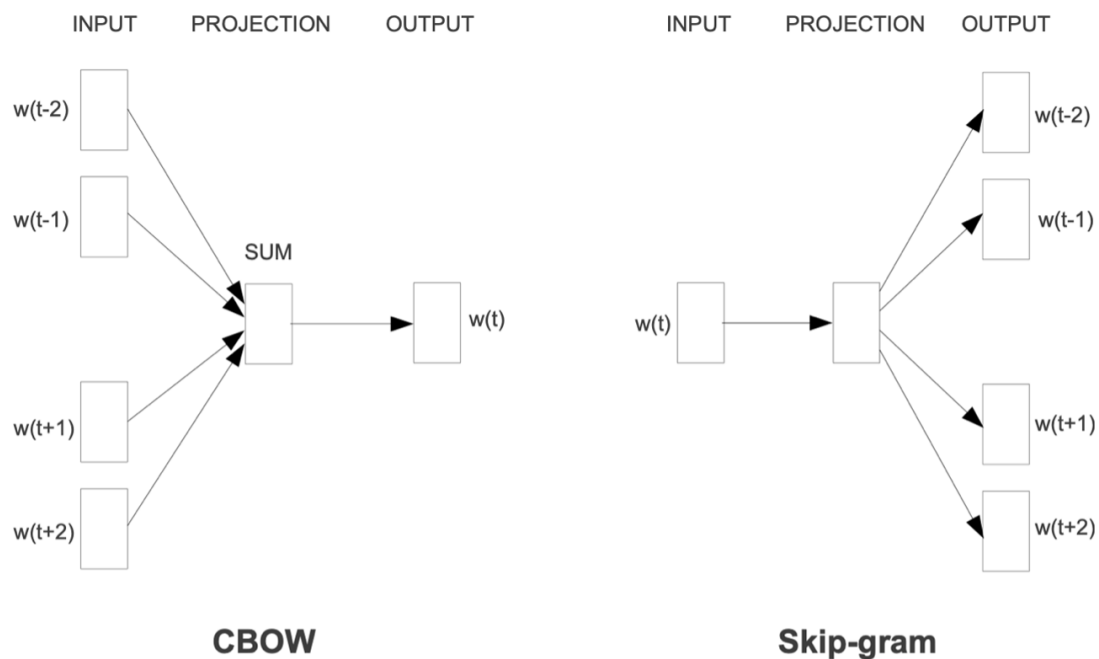 INPUT PROJECTION OUTPUT
w(t-2)
w(t-1)
SUM
w(t)
w(t+1)
w(t+2)
CBOW
INPUT PROJECTION OUTPUT
w(t-2)
w(t-1)
w(t)
w(t+1)
w(t+2)
Skip-gram